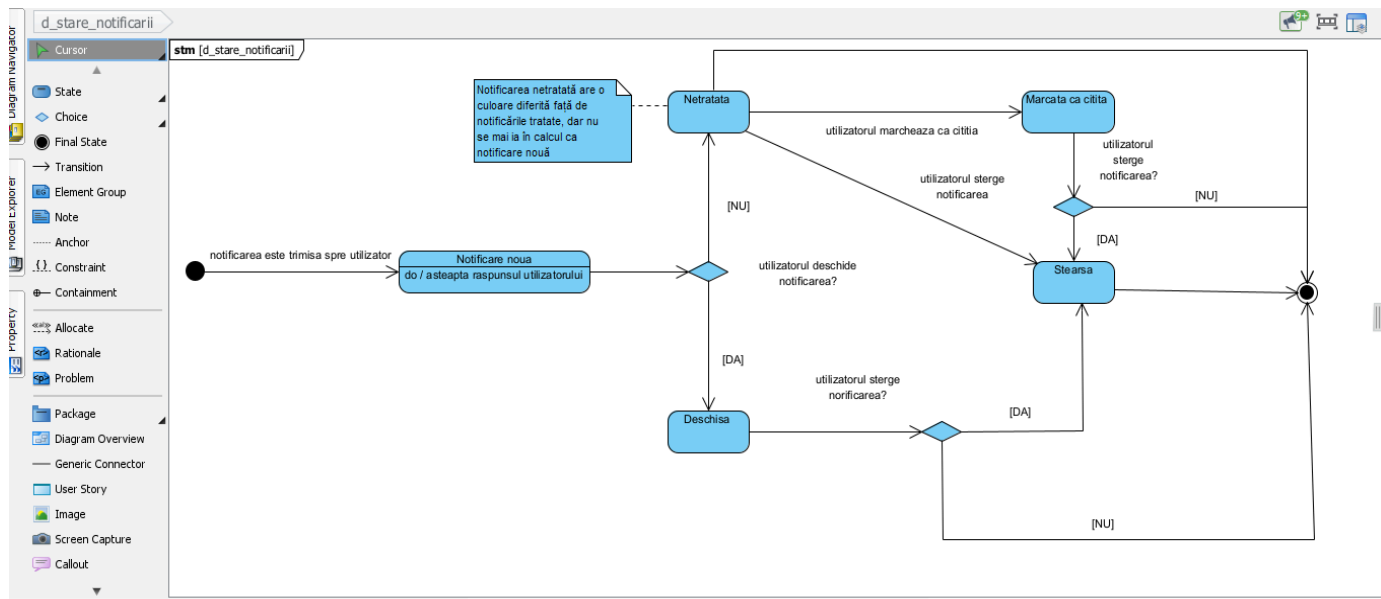 d_stare_notificarii
9+
Diagram Navigator
Model Explorer
Property
Cursor
State
Choice
Final State
Transition
EG Element Group
Note
Anchor
Constraint
Containment
Allocate
Rationale
Problem
Package
Diagram Overview
Generic Connector
User Story
Image
Screen Capture
Callout
stm [d_stare_notificarii]
Notificarea netratată are o
culoare diferită față de
notificările tratate, dar nu
se mai ia în calcul ca
notificare nouă
Netratata
utilizatorul marcheaza ca cititia
Marcata ca citita
utilizatorul
sterge
notificarea?
utilizatorul sterge
notificarea
[NU]
[NU]
[DA]
notificarea este trimisa spre utilizator
Notificare noua
do / asteapta raspunsul utilizatorului
utilizatorul deschide
notificarea?
Stearsa
[DA]
utilizatorul sterge
norificarea?
Deschisa
[DA]
[NU]